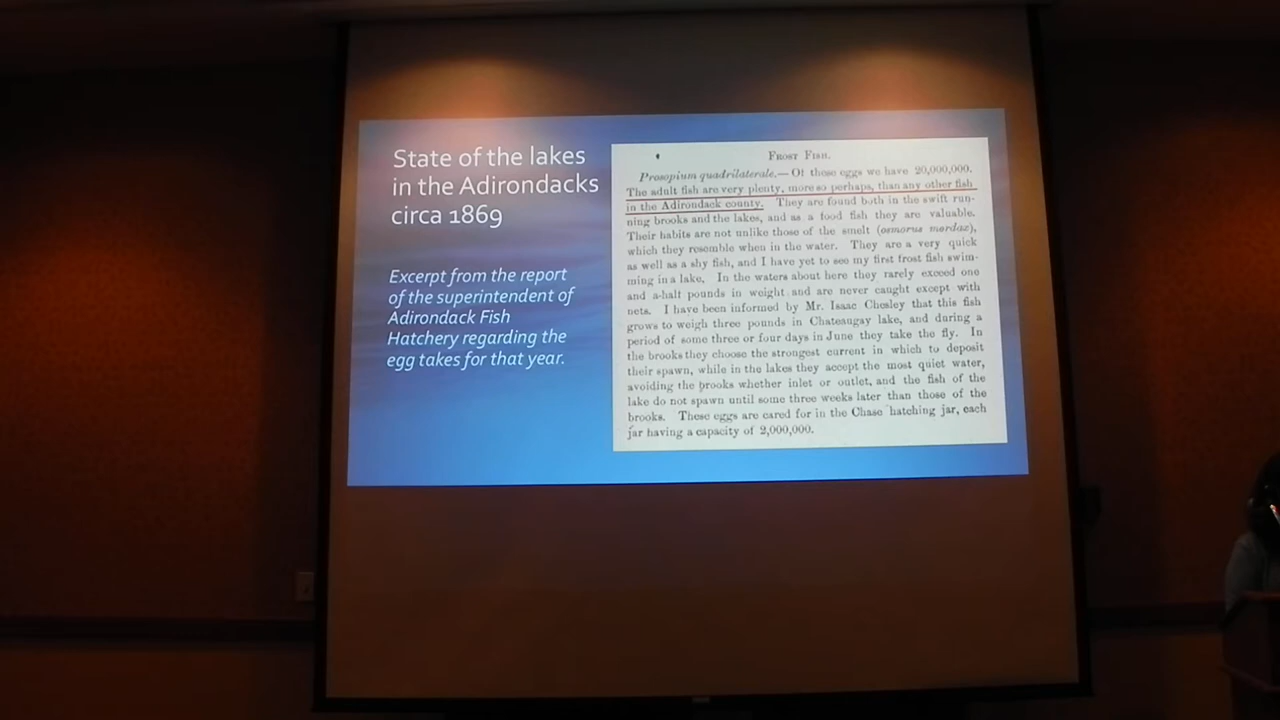 State of the lakes
in the Adirondacks
circa 1869
Excerpt from the report
of the superintendent of
Adirondack Fish
Hatchery regarding the
egg takes for that year.
FROST FISH.
Prosopium quadrilaterale.— Of these eggs we have 20,000,000.
The adult fish are very plenty, more so perhaps, than any other fish
in the Adirondack county. They are found both in the swift run-
ning brooks and the lakes, and as a food fish they are valuable.
Their habits are not unlike those of the smelt (osmorus mordac),
which they resemble when in the water. They are a very quick
as well as a shy fish, and I have yet to see my first frost fish swim-
ming in a lake. In the waters about here they rarely exceed one
and a-halt pounds in weight and are never caught except with
nets. I have been informed by Mr. Isaac Chesley that this fish
grows to weigh three pounds in Chateaugay lake, and during a
period of some three or four days in June they take the fly. In
the brooks they choose the strongest current in which to deposit
their spawn, while in the lakes they accept the most quiet water,
avoiding the brooks whether inlet or outlet, and the fish of the
lake do not spawn until some three weeks later than those of the
brooks. These eggs are cared for in the Chase hatching jar, each
jar having a capacity of 2,000,000.